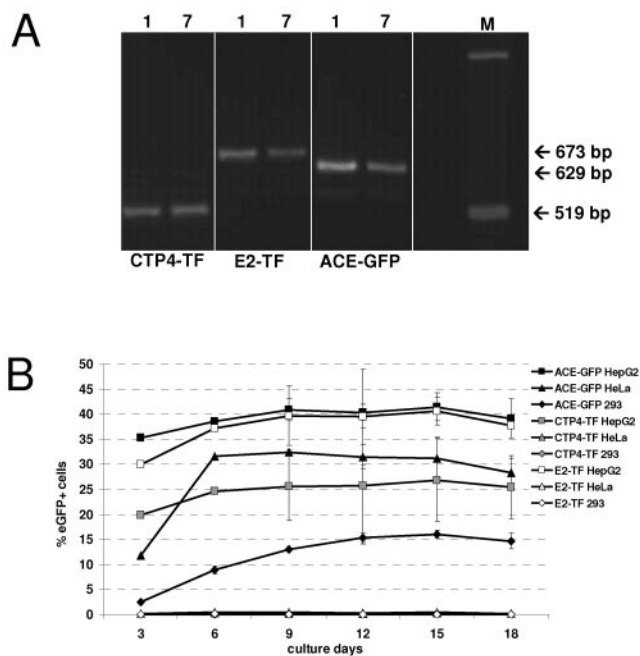 A
1 7 1 7 M
← 673 bp
← 629 bp
← 519 bp
CTP4-TF E2-TF ACE-GFP
B
% eGFP+ cells
50
45
40
35
30
25
20
15
10
5
0
3 6 9 12 15 18
culture days
ACE-GFP HepG2
ACE-GFP HeLa
ACE-GFP 293
CTP4-TF HepG2
CTP4-TF HeLa
CTP4-TF 293
E2-TF HepG2
E2-TF HeLa
E2-TF 293